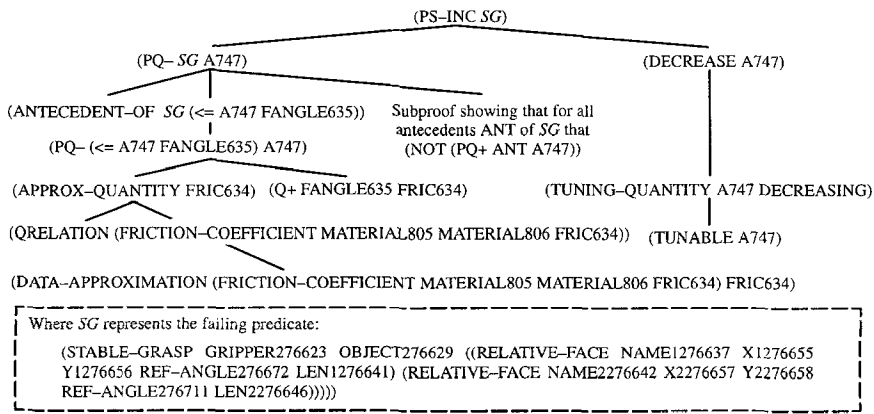 (PS–INC SG)
(PQ– SG A747) (DECREASE A747)
(ANTECEDENT–OF SG (<= A747 FANGLE635)) Subproof showing that for all
antecedents ANT of SG that
(PQ– (<= A747 FANGLE635) A747) (NOT (PQ+ ANT A747))
(APPROX–QUANTITY FRIC634) (Q+ FANGLE635 FRIC634) (TUNING–QUANTITY A747 DECREASING)
(QRELATION (FRICTION–COEFFICIENT MATERIAL805 MATERIAL806 FRIC634)) (TUNABLE A747)
(DATA–APPROXIMATION (FRICTION–COEFFICIENT MATERIAL805 MATERIAL806 FRIC634) FRIC634)
Where SG represents the failing predicate:
(STABLE–GRASP GRIPPER276623 OBJECT276629 ((RELATIVE–FACE NAME1276637 X1276655
Y1276656 REF–ANGLE276672 LEN1276641) (RELATIVE–FACE NAME2276642 X2276657 Y2276658
REF–ANGLE276711 LEN2276646)))))